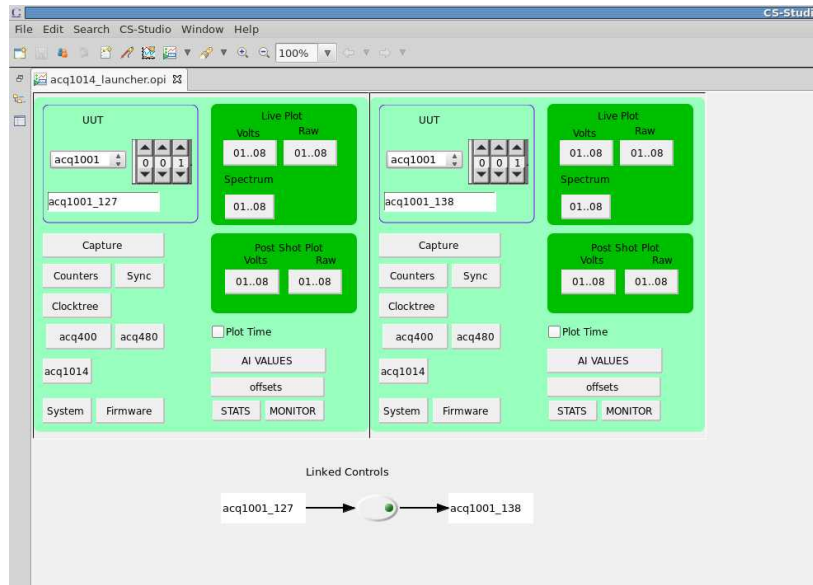 CS-Studi
File Edit Search CS-Studio Window Help
100%
acq1014_launcher.opi
UUT
acq1001
0 0 1
acq1001_127
Live Plot
Volts Raw
01..08 01..08
Spectrum
01..08
Capture
Counters Sync
Clocktree
acq400 acq480
acq1014
System Firmware
Post Shot Plot
Volts Raw
01..08 01..08
Plot Time
AI VALUES
offsets
STATS MONITOR
UUT
acq1001
0 0 1
acq1001_138
Live Plot
Volts Raw
01..08 01..08
Spectrum
01..08
Capture
Counters Sync
Clocktree
acq400 acq480
acq1014
System Firmware
Post Shot Plot
Volts Raw
01..08 01..08
Plot Time
AI VALUES
offsets
STATS MONITOR
Linked Controls
acq1001_127 acq1001_138